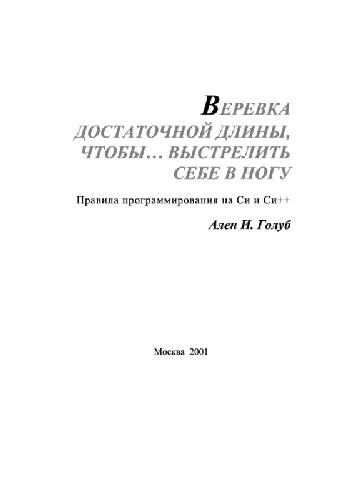 ВЕРЕВКА
ДОСТАТОЧНОЙ ДЛИНЫ,
ЧТОБЫ… ВЫСТРЕЛИТЬ
СЕБЕ В НОГУ
Правила программирования на Си и Си++
Ален И. Голуб
Москва 2001